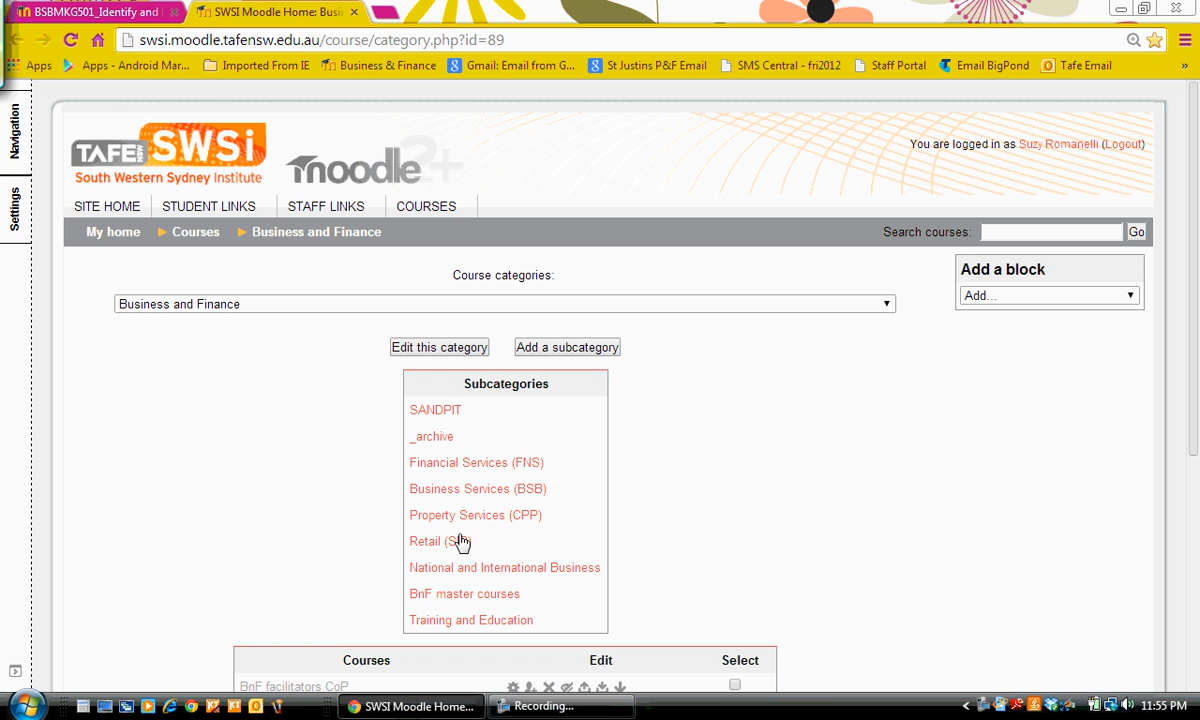 BSBMKG501_Identify and
SWSI Moodle Home: Busi
swsi.moodle.tafensw.edu.au/course/category.php?id=89
Apps
Apps - Android Mar...
Imported From IE
Business & Finance
Gmail: Email from G...
St Justins P&F Email
SMS Central - fri2012
Staff Portal
Email BigPond
Tafe Email
»
Navigation
Settings
TAFE NSW SWSi
South Western Sydney Institute
moodle 2+
You are logged in as Suzy Romanelli (Logout)
SITE HOME
STUDENT LINKS
STAFF LINKS
COURSES
My home ► Courses ► Business and Finance
Search courses:
Go
Course categories:
Business and Finance
Add a block
Add...
Edit this category
Add a subcategory
Subcategories
SANDPIT
_archive
Financial Services (FNS)
Business Services (BSB)
Property Services (CPP)
Retail
National and International Business
BnF master courses
Training and Education
Courses
Edit
Select
BnF facilitators CoP
SWSI Moodle Home...
Recording...
11:55 PM